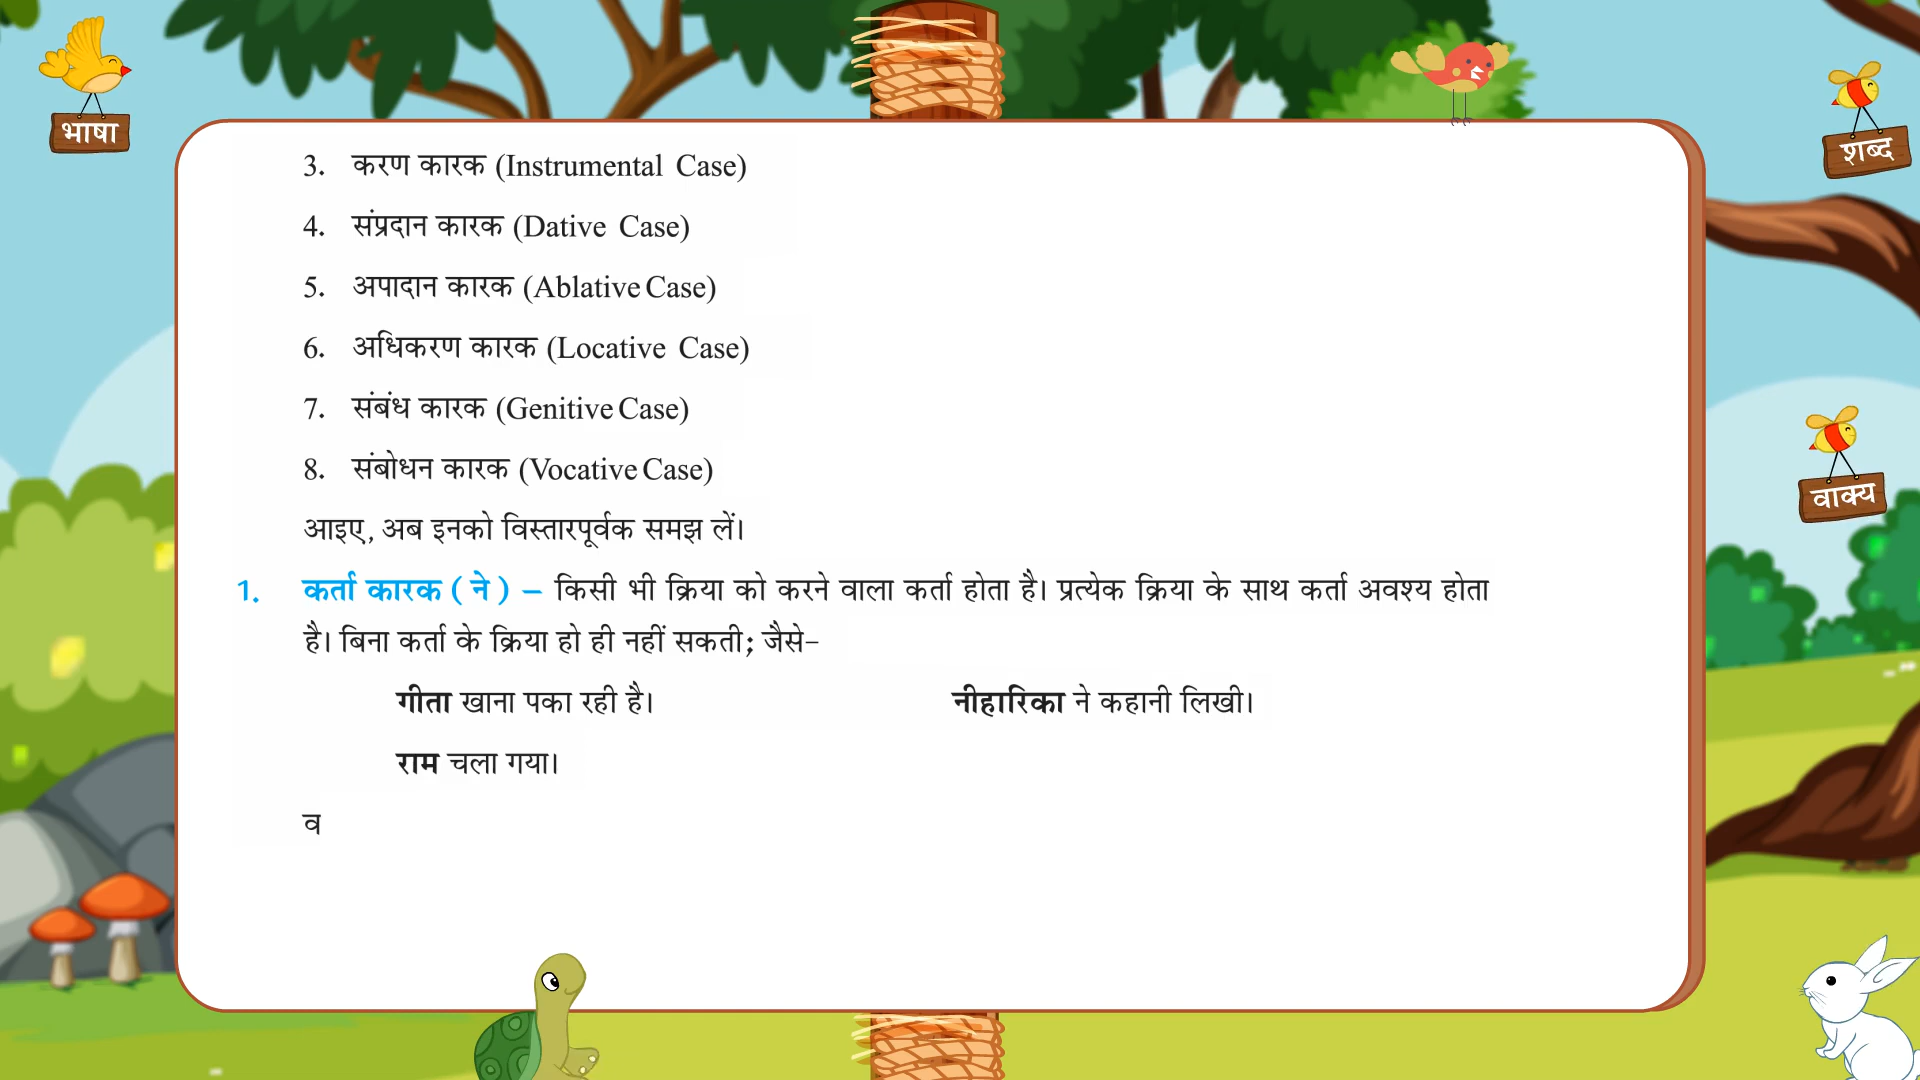 भाषा
शब्द
वाक्य
3. करण कारक (Instrumental Case)
4. संप्रदान कारक (Dative Case)
5. अपादान कारक (Ablative Case)
6. अधिकरण कारक (Locative Case)
7. संबंध कारक (Genitive Case)
8. संबोधन कारक (Vocative Case)
आइए, अब इनको विस्तारपूर्वक समझ लें।
1. कर्ता कारक ( ने ) – किसी भी क्रिया को करने वाला कर्ता होता है। प्रत्येक क्रिया के साथ कर्ता अवश्य होता
है। बिना कर्ता के क्रिया हो ही नहीं सकती; जैसे–
गीता खाना पका रही है। नीहारिका ने कहानी लिखी।
राम चला गया।
व